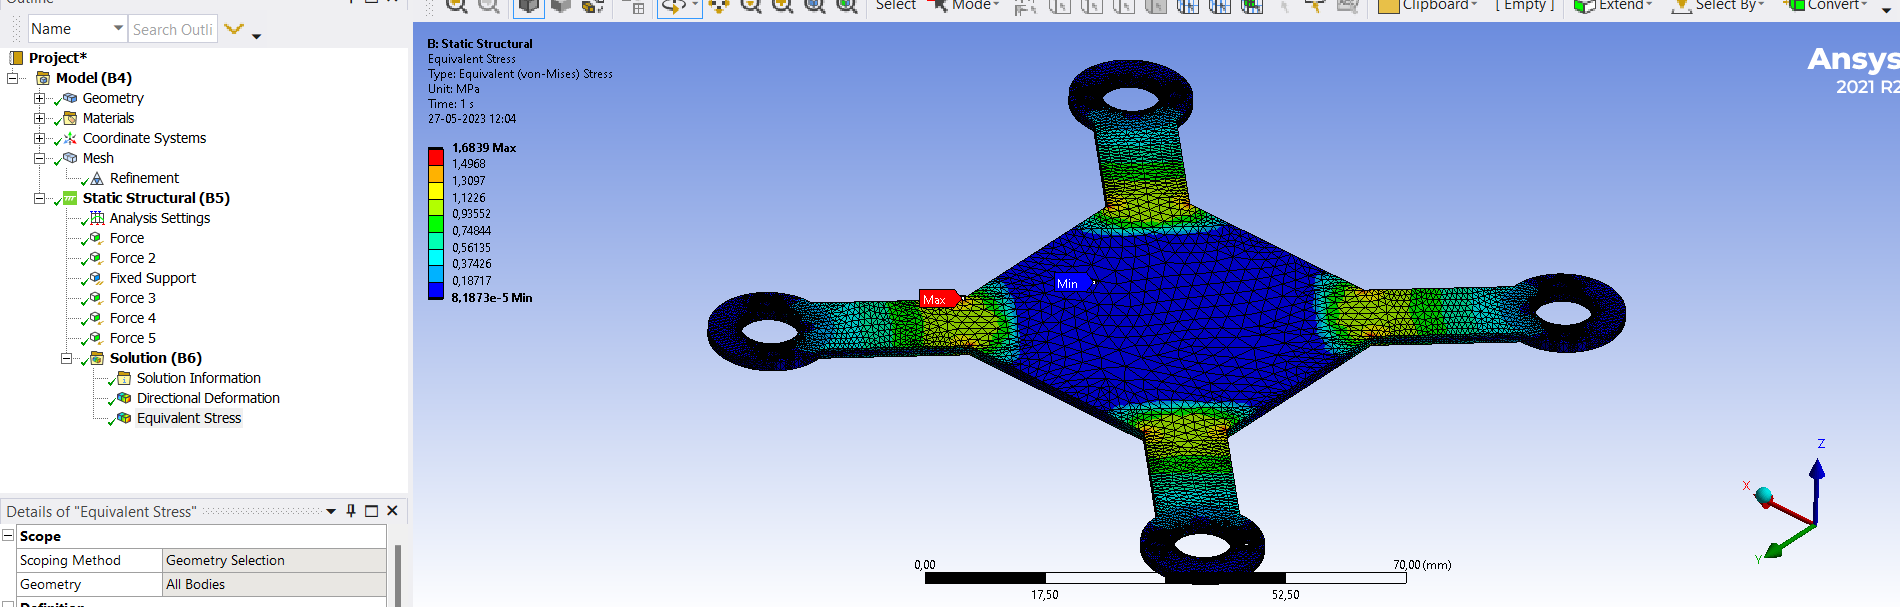 Outline
Name
Search Outli
Project*
Model (B4)
Geometry
Materials
Coordinate Systems
Mesh
Refinement
Static Structural (B5)
Analysis Settings
Force
Force 2
Fixed Support
Force 3
Force 4
Force 5
Solution (B6)
Solution Information
Directional Deformation
Equivalent Stress
Details of "Equivalent Stress"
Scope
Scoping Method Geometry Selection
Geometry All Bodies
Definition
Select Mode Clipboard [ Empty ] Extend Select By Convert
B: Static Structural
Equivalent Stress
Type: Equivalent (von-Mises) Stress
Unit: MPa
Time: 1 s
27-05-2023 12:04
1,6839 Max
1,4968
1,3097
1,1226
0,93552
0,74844
0,56135
0,37426
0,18717
8,1873e-5 Min
Ansys
2021 R2
Max
Min
0,00 70,00 (mm)
17,50 52,50
Z
X
Y